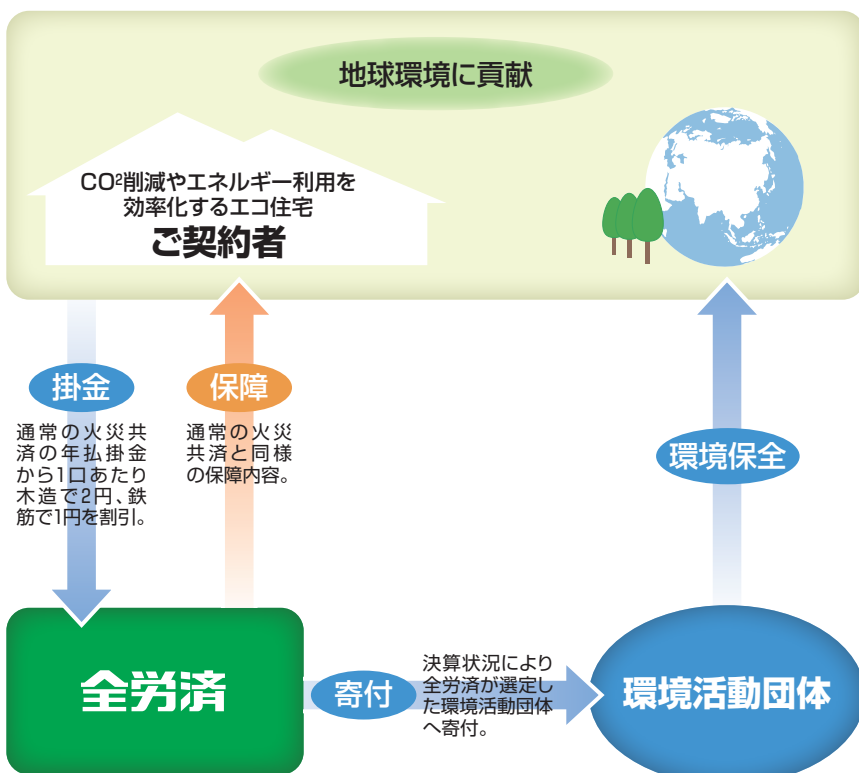 地球環境に貢献
CO²削減やエネルギー利用を
効率化するエコ住宅
ご契約者
掛金
通常の火災共
済の年払掛金
から1口あたり
木造で2円、鉄
筋で1円を割引。
保障
通常の火災
共済と同様
の保障内容。
環境保全
全労済
寄付
決算状況により
全労済が選定し
た環境活動団体
へ寄付。
環境活動団体